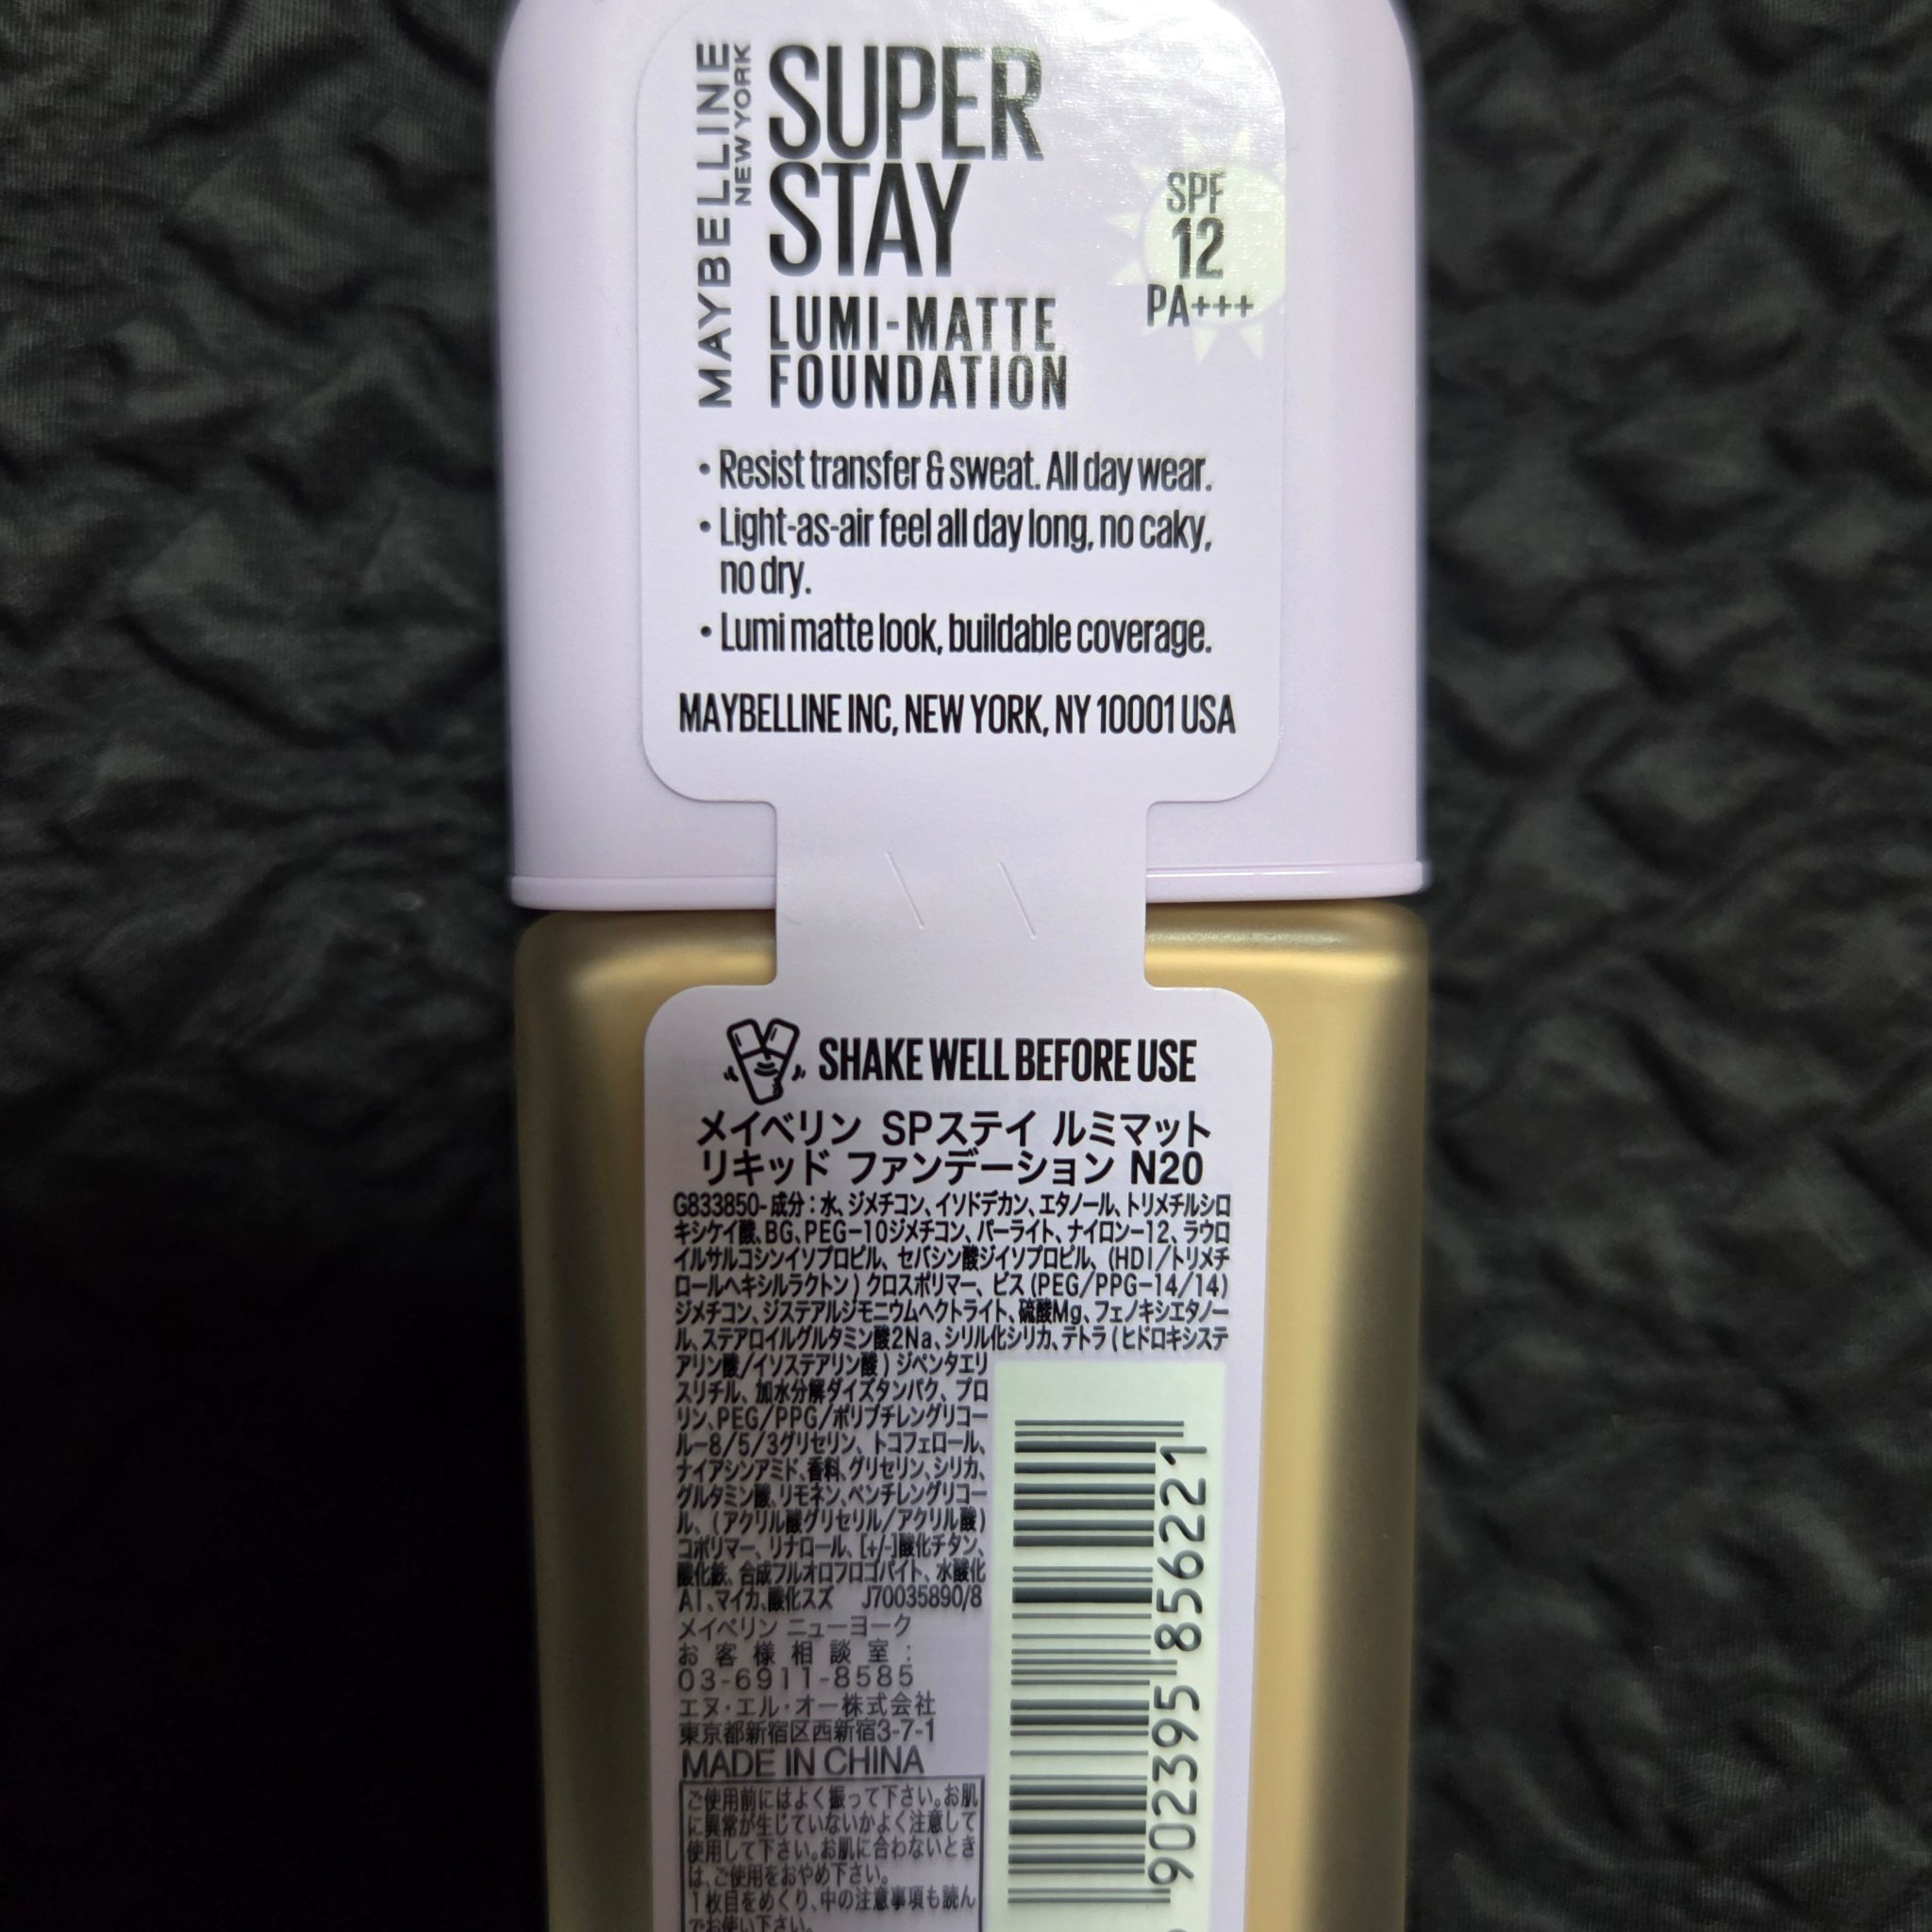 MAYBELLINE
NEW YORK
SUPER
STAY
LUMI-MATTE
FOUNDATION
SPF
12
PA+++
• Resist transfer & sweat. All day wear.
• Light-as-air feel all day long, no caky,
no dry.
• Lumi matte look, buildable coverage.
MAYBELLINE INC, NEW YORK, NY 10001 USA
SHAKE WELL BEFORE USE
メイベリン SPステイ ルミマット
リキッド ファンデーション N20
G833850-成分：水、ジメチコン、イソドデカン、エタノール、トリメチルシロ
キシケイ酸、BG、PEG-10ジメチコン、パーライト、ナイロン-12、ラウロ
イルサルコシンイソプロピル、セバシン酸ジイソプロピル、(HDI/トリメチ
ロールヘキシルラクトン)クロスポリマー、ビス(PEG/PPG-14/14)
ジメチコン、ジステアルジモニウムヘクトライト、硫酸Mg、フェノキシエタノー
ル、ステアロイルグルタミン酸2Na、シリル化シリカ、テトラ(ヒドロキシステ
アリン酸/イソステアリン酸)ジペンタエリ
スリチル、加水分解ダイズタンパク、プロ
リン、PEG/PPG/ポリブチレングリコー
ル-8/5/3グリセリン、トコフェロール、
ナイアシンアミド、香料、グリセリン、シリカ、
グルタミン酸、リモネン、ペンチレングリコー
ル、(アクリル酸グリセリル/アクリル酸)
コポリマー、リナロール、[+/-]酸化チタン、
酸化鉄、合成フルオロフロゴパイト、水酸化
Al、マイカ、酸化スズ J70035890/8
メイベリン ニューヨーク
お客様相談室：
03-6911-8585
エヌ・エル・オー株式会社
東京都新宿区西新宿3-7-1
MADE IN CHINA
ご使用前にはよく振って下さい。お肌
に異常が生じていないかよく注意して
使用して下さい。お肌に合わないとき
は、ご使用をおやめ下さい。
1枚目をめくり、中の注意事項も読ん
でお使い下さい。
902395 856221